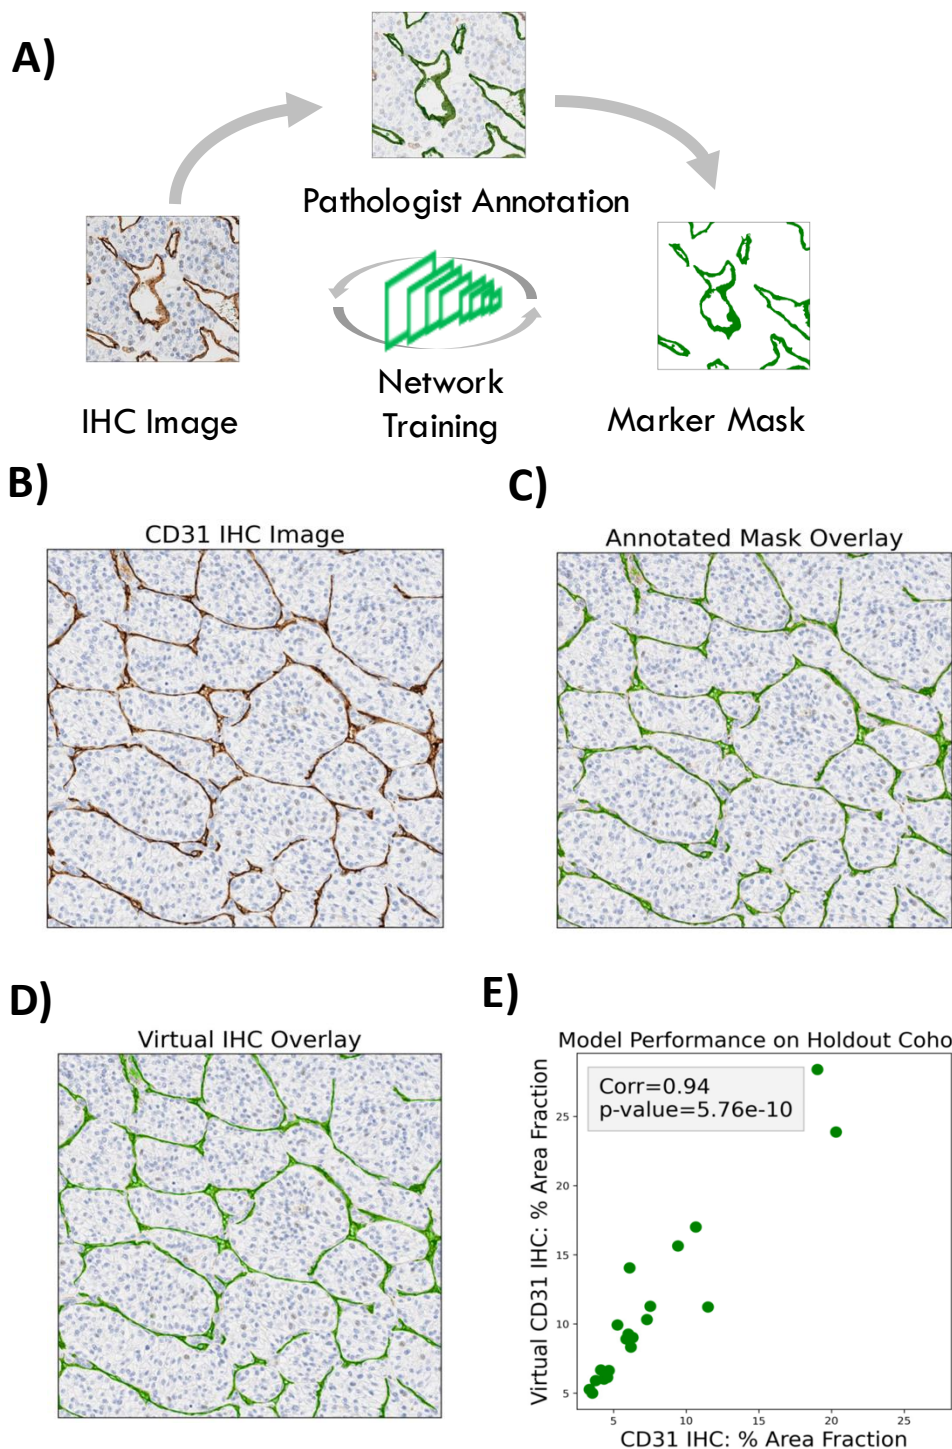 A)
Pathologist Annotation
IHC Image
Network
Training
Marker Mask
B)
CD31 IHC Image
C)
Annotated Mask Overlay
D)
Virtual IHC Overlay
E)
Model Performance on Holdout Coho
Corr=0.94
p-value=5.76e-10
Virtual CD31 IHC: % Area Fraction
25
20
15
10
5
5
10
15
20
25
CD31 IHC: % Area Fraction